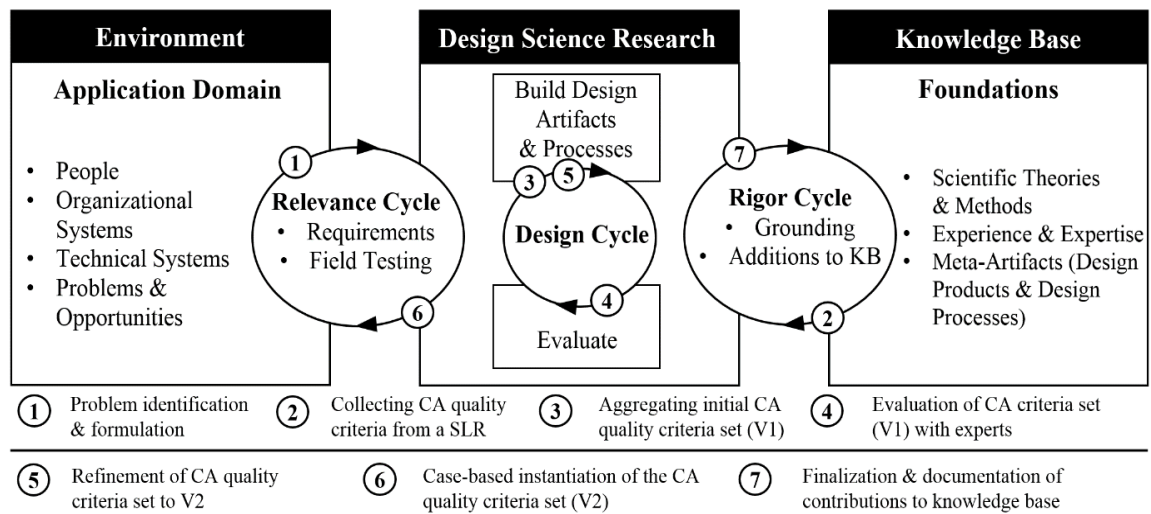 Environment
Application Domain
• People
• Organizational
Systems
• Technical Systems
• Problems &
Opportunities
1
Relevance Cycle
• Requirements
• Field Testing
6
Design Science Research
Build Design
Artifacts
& Processes
3
5
Design Cycle
4
Evaluate
7
Rigor Cycle
• Grounding
• Additions to KB
2
Knowledge Base
Foundations
• Scientific Theories
& Methods
• Experience & Expertise
• Meta-Artifacts (Design
Products & Design
Processes)
1 Problem identification
& formulation
2 Collecting CA quality
criteria from a SLR
3 Aggregating initial CA
quality criteria set (V1)
4 Evaluation of CA criteria set
(V1) with experts
5 Refinement of CA quality
criteria set to V2
6 Case-based instantiation of the CA
quality criteria set (V2)
7 Finalization & documentation of
contributions to knowledge base